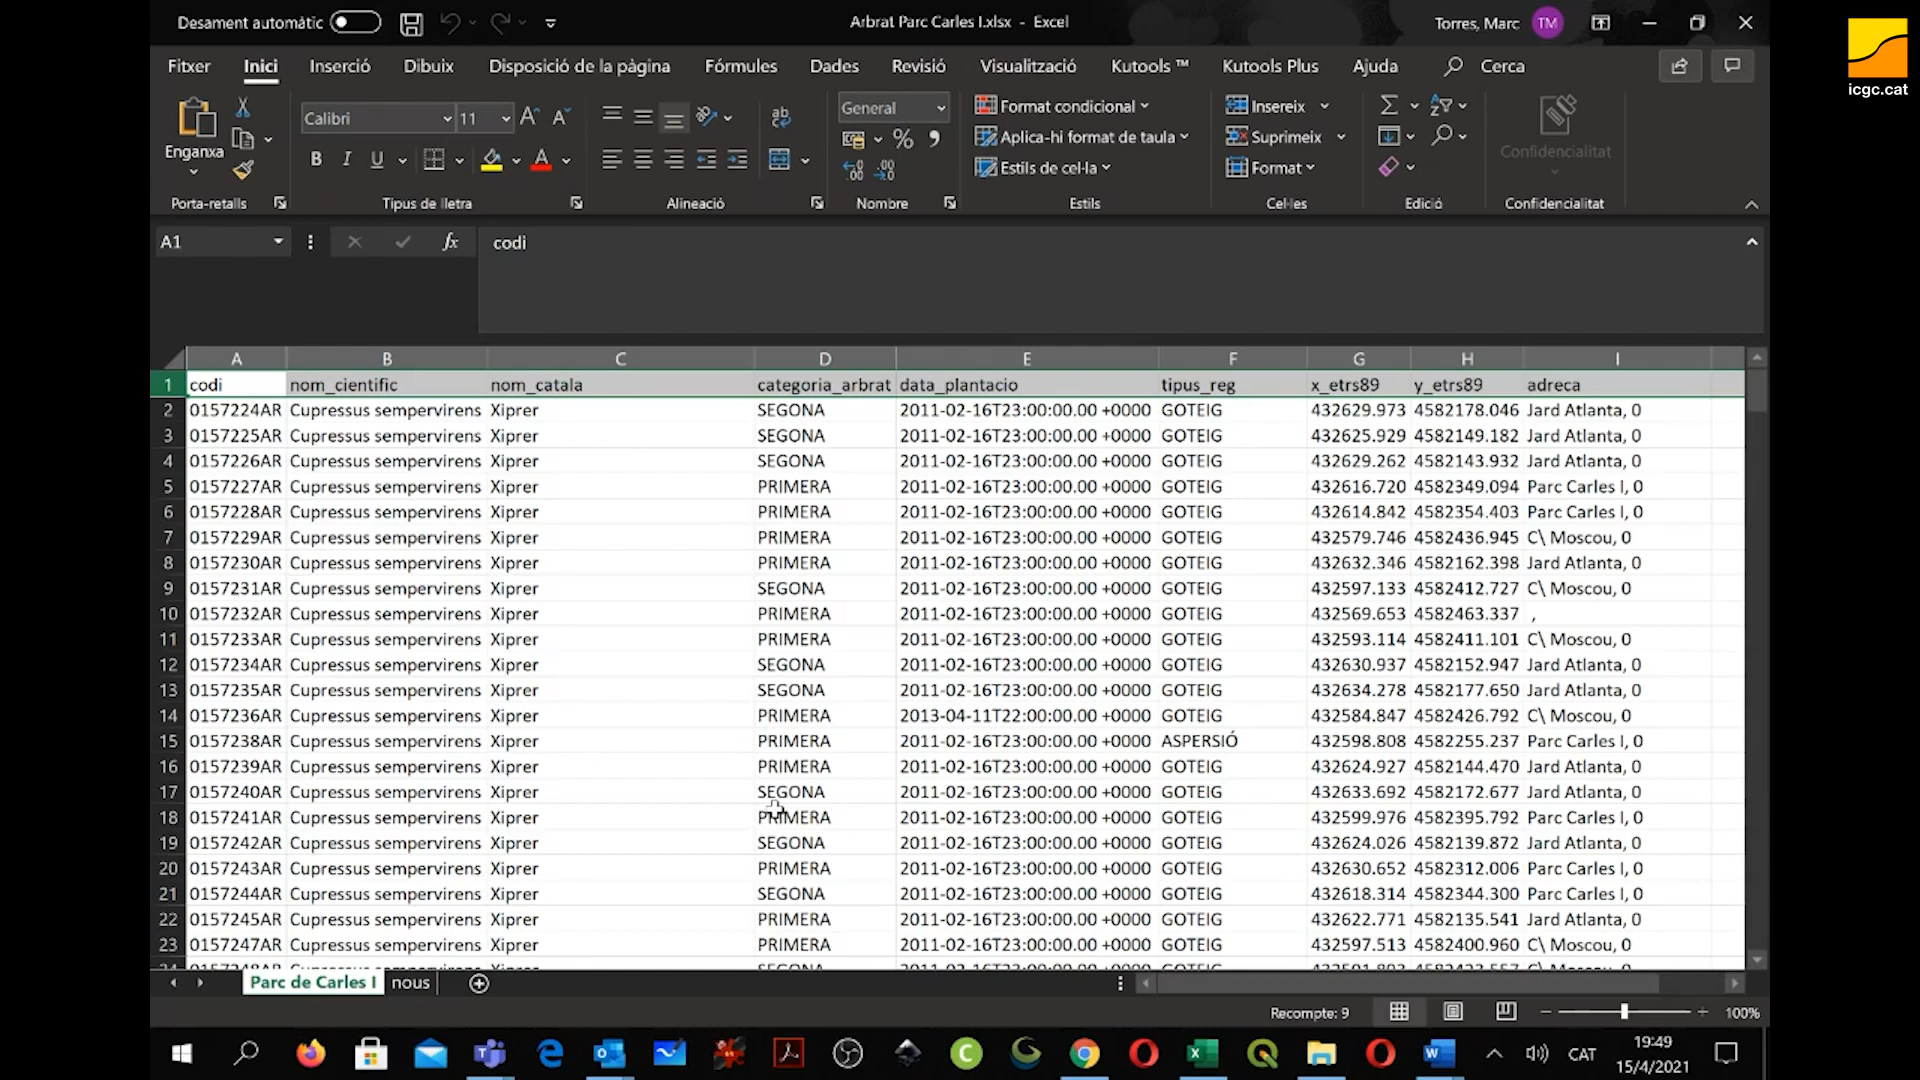 Desament automàtic
Arbrat Parc Carles I.xlsx - Excel
Torres, Marc TM
icgc.cat
Fitxer Inici Inserció Dibuix Disposició de la pàgina Fórmules Dades Revisió Visualització Kutools ™ Kutools Plus Ajuda Cerca
Enganxa
Calibri 11
General
Format condicional
Aplica-hi format de taula
Estils de cel·la
Insereix
Suprimeix
Format
Confidencialitat
Porta-retalls Tipus de lletra Alineació Nombre Estils Cel·les Edició Confidencialitat
A1 fx codi
A B C D E F G H I
1 codi nom_cientific nom_catala categoria_arbrat data_plantacio tipus_reg x_etrs89 y_etrs89 adreca
2 0157224AR Cupressus sempervirens Xiprer SEGONA 2011-02-16T23:00:00.00 +0000 GOTEIG 432629.973 4582178.046 Jard Atlanta, 0
3 0157225AR Cupressus sempervirens Xiprer SEGONA 2011-02-16T23:00:00.00 +0000 GOTEIG 432625.929 4582149.182 Jard Atlanta, 0
4 0157226AR Cupressus sempervirens Xiprer SEGONA 2011-02-16T23:00:00.00 +0000 GOTEIG 432629.262 4582143.932 Jard Atlanta, 0
5 0157227AR Cupressus sempervirens Xiprer PRIMERA 2011-02-16T23:00:00.00 +0000 GOTEIG 432616.720 4582349.094 Parc Carles I, 0
6 0157228AR Cupressus sempervirens Xiprer PRIMERA 2011-02-16T23:00:00.00 +0000 GOTEIG 432614.842 4582354.403 Parc Carles I, 0
7 0157229AR Cupressus sempervirens Xiprer PRIMERA 2011-02-16T23:00:00.00 +0000 GOTEIG 432579.746 4582436.945 C\ Moscou, 0
8 0157230AR Cupressus sempervirens Xiprer PRIMERA 2011-02-16T23:00:00.00 +0000 GOTEIG 432632.346 4582162.398 Jard Atlanta, 0
9 0157231AR Cupressus sempervirens Xiprer SEGONA 2011-02-16T23:00:00.00 +0000 GOTEIG 432597.133 4582412.727 C\ Moscou, 0
10 0157232AR Cupressus sempervirens Xiprer PRIMERA 2011-02-16T23:00:00.00 +0000 GOTEIG 432569.653 4582463.337 ,
11 0157233AR Cupressus sempervirens Xiprer PRIMERA 2011-02-16T23:00:00.00 +0000 GOTEIG 432593.114 4582411.101 C\ Moscou, 0
12 0157234AR Cupressus sempervirens Xiprer SEGONA 2011-02-16T23:00:00.00 +0000 GOTEIG 432630.937 4582152.947 Jard Atlanta, 0
13 0157235AR Cupressus sempervirens Xiprer SEGONA 2011-02-16T23:00:00.00 +0000 GOTEIG 432634.278 4582177.650 Jard Atlanta, 0
14 0157236AR Cupressus sempervirens Xiprer PRIMERA 2013-04-11T22:00:00.00 +0000 GOTEIG 432584.847 4582426.792 C\ Moscou, 0
15 0157238AR Cupressus sempervirens Xiprer PRIMERA 2011-02-16T23:00:00.00 +0000 ASPERSIÓ 432598.808 4582255.237 Parc Carles I, 0
16 0157239AR Cupressus sempervirens Xiprer PRIMERA 2011-02-16T23:00:00.00 +0000 GOTEIG 432624.927 4582144.470 Jard Atlanta, 0
17 0157240AR Cupressus sempervirens Xiprer SEGONA 2011-02-16T23:00:00.00 +0000 GOTEIG 432633.692 4582172.677 Jard Atlanta, 0
18 0157241AR Cupressus sempervirens Xiprer PRIMERA 2011-02-16T23:00:00.00 +0000 GOTEIG 432599.976 4582395.792 Parc Carles I, 0
19 0157242AR Cupressus sempervirens Xiprer SEGONA 2011-02-16T23:00:00.00 +0000 GOTEIG 432624.026 4582139.872 Jard Atlanta, 0
20 0157243AR Cupressus sempervirens Xiprer PRIMERA 2011-02-16T23:00:00.00 +0000 GOTEIG 432630.652 4582312.006 Parc Carles I, 0
21 0157244AR Cupressus sempervirens Xiprer SEGONA 2011-02-16T23:00:00.00 +0000 GOTEIG 432618.314 4582344.300 Parc Carles I, 0
22 0157245AR Cupressus sempervirens Xiprer PRIMERA 2011-02-16T23:00:00.00 +0000 GOTEIG 432622.771 4582135.541 Jard Atlanta, 0
23 0157247AR Cupressus sempervirens Xiprer PRIMERA 2011-02-16T23:00:00.00 +0000 GOTEIG 432597.513 4582400.960 C\ Moscou, 0
Parc de Carles I nous
Recompte: 9 100%
CAT 19:49
15/4/2021